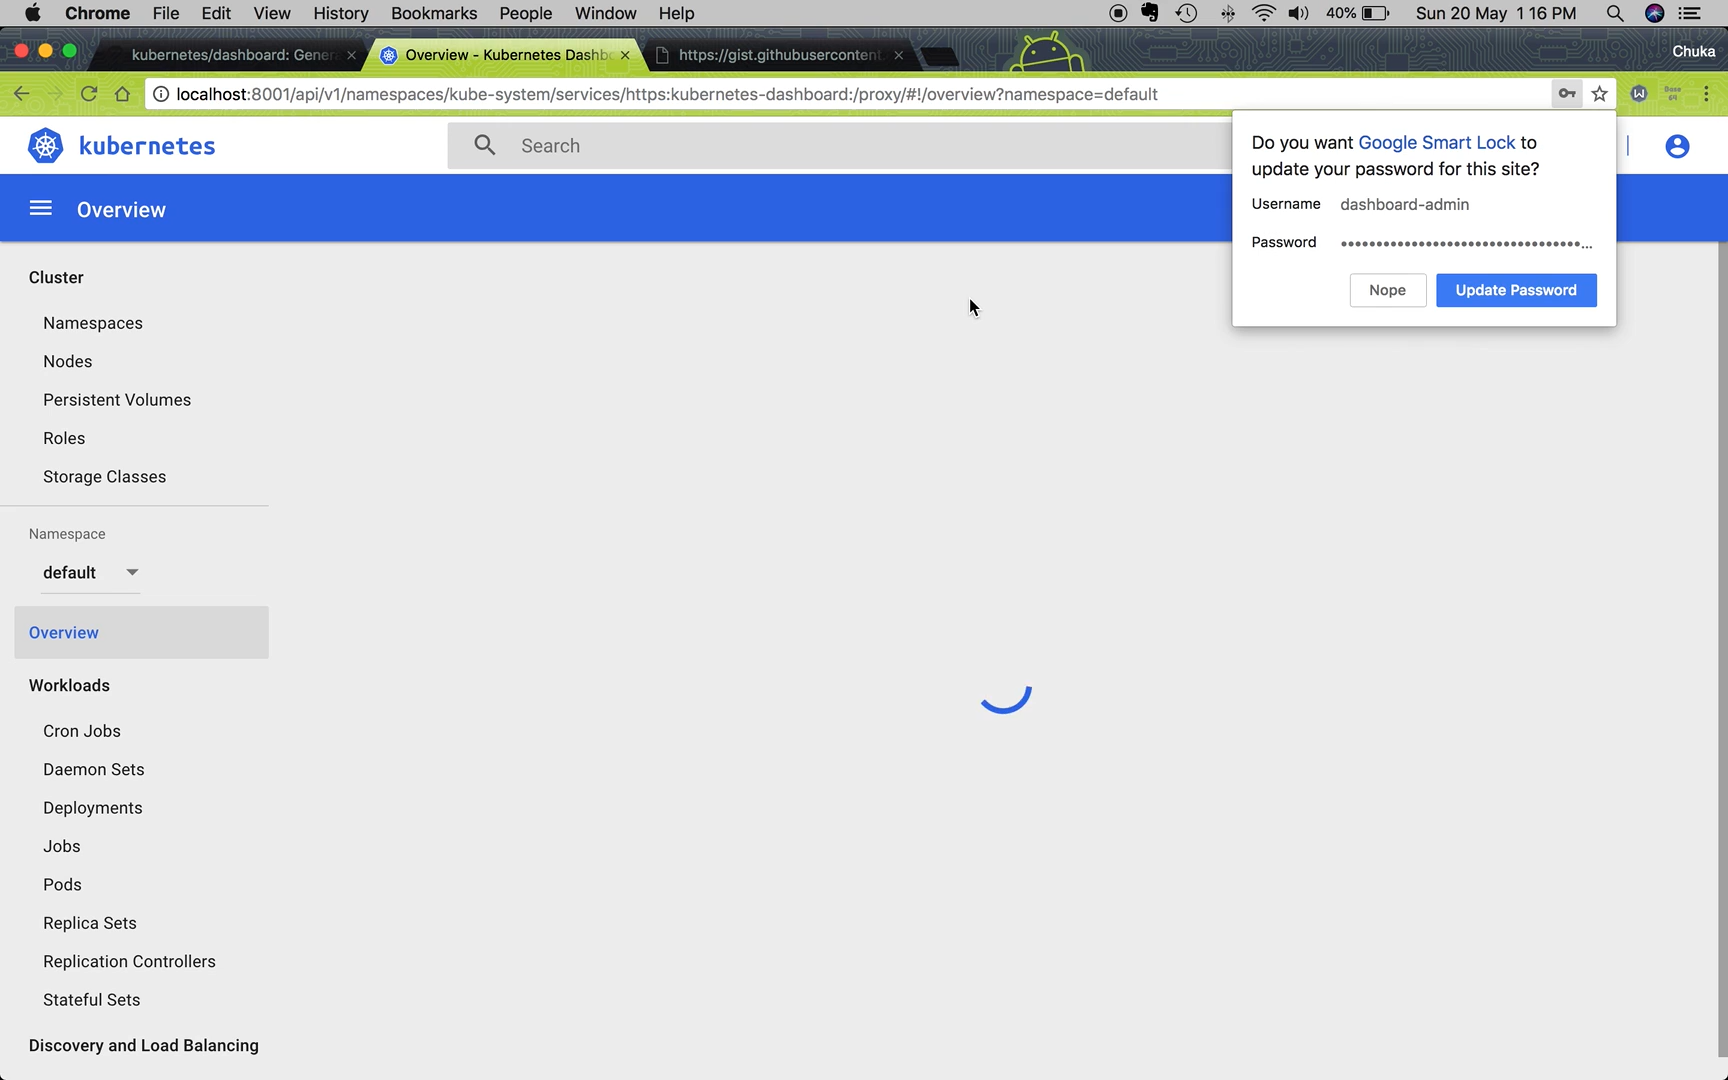 Chrome File Edit View History Bookmarks People Window Help 40% Sun 20 May 1 16 PM
kubernetes/dashboard: Gener Overview - Kubernetes Dashb https://gist.githubusercontent. Chuka
localhost:8001/api/v1/namespaces/kube-system/services/https:kubernetes-dashboard:/proxy/#!/overview?namespace=default
kubernetes Search
Overview
Do you want Google Smart Lock to
update your password for this site?
Username dashboard-admin
Password ••••••••••••••••••••••••••••••••••...
Nope Update Password
Cluster
Namespaces
Nodes
Persistent Volumes
Roles
Storage Classes
Namespace
default
Overview
Workloads
Cron Jobs
Daemon Sets
Deployments
Jobs
Pods
Replica Sets
Replication Controllers
Stateful Sets
Discovery and Load Balancing